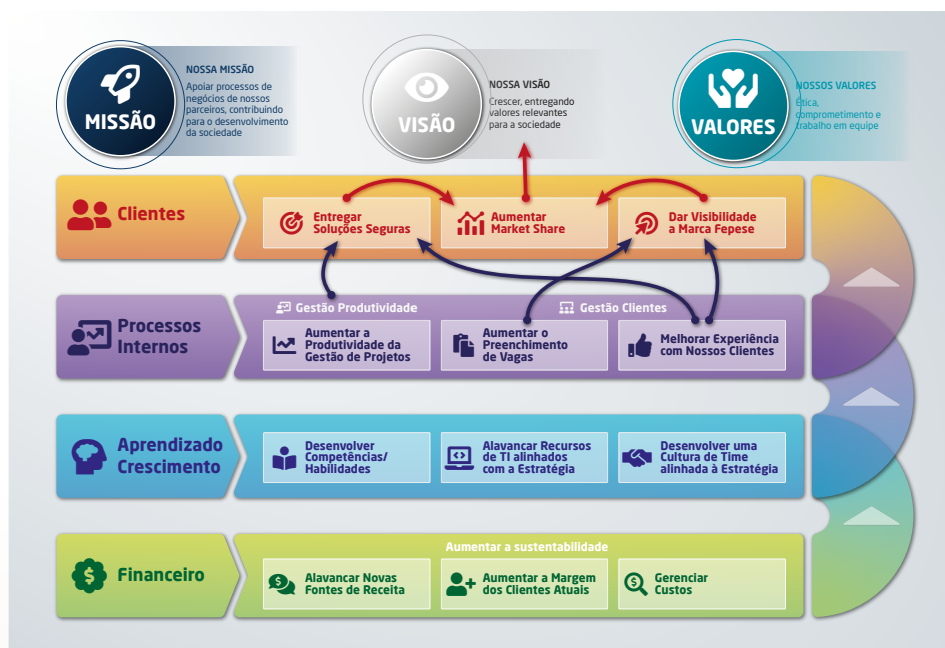 MISSÃO
NOSSA MISSÃO
Apoiar processos de
negócios de nossos
parceiros, contribuindo
para o desenvolvimento
da sociedade
VISÃO
NOSSA VISÃO
Crescer, entregando
valores relevantes
para a sociedade
VALORES
NOSSOS VALORES
Ética,
comprometimento e
trabalho em equipe
Clientes
Entregar
Soluções Seguras
Aumentar
Market Share
Dar Visibilidade
a Marca Fepese
Processos
Internos
Gestão Produtividade
Gestão Clientes
Aumentar a
Produtividade da
Gestão de Projetos
Aumentar o
Preenchimento
de Vagas
Melhorar Experiência
com Nossos Clientes
Aprendizado
Crescimento
Desenvolver
Competências/
Habilidades
Alavancar Recursos
de TI alinhados
com a Estratégia
Desenvolver uma
Cultura de Time
alinhada à Estratégia
Financeiro
Aumentar a sustentabilidade
Alavancar Novas
Fontes de Receita
Aumentar a Margem
dos Clientes Atuais
Gerenciar
Custos